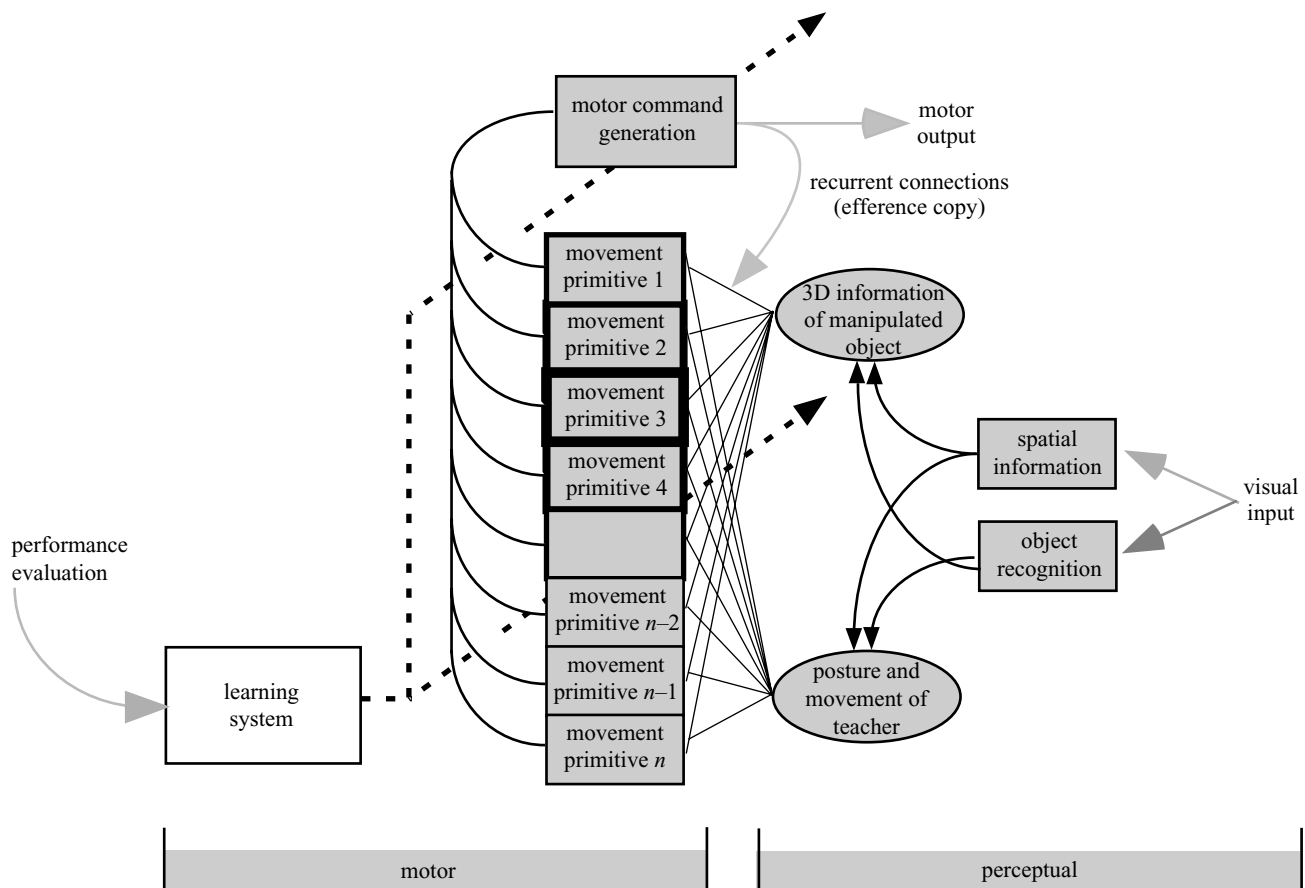 motor command
generation
motor
output
recurrent connections
(efference copy)
movement
primitive 1
movement
primitive 2
movement
primitive 3
movement
primitive 4
movement
primitive n–2
movement
primitive n–1
movement
primitive n
3D information
of manipulated
object
spatial
information
object
recognition
visual
input
posture and
movement of
teacher
performance
evaluation
learning
system
motor
perceptual